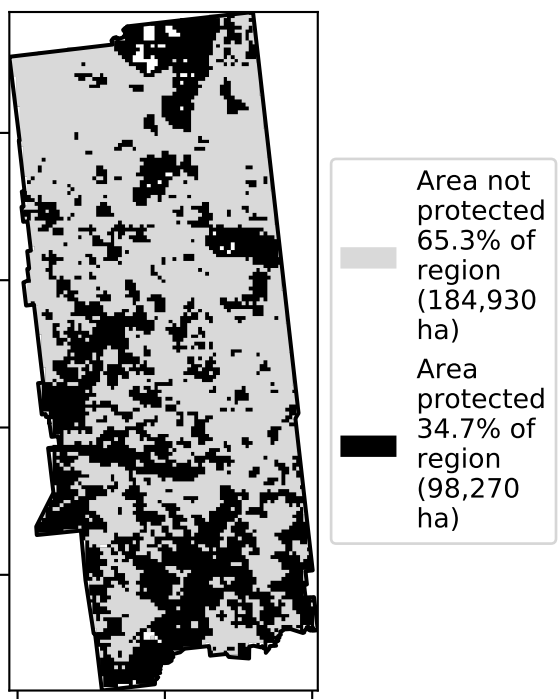 Area not
protected
65.3% of
region
(184,930
ha)
Area
protected
34.7% of
region
(98,270
ha)